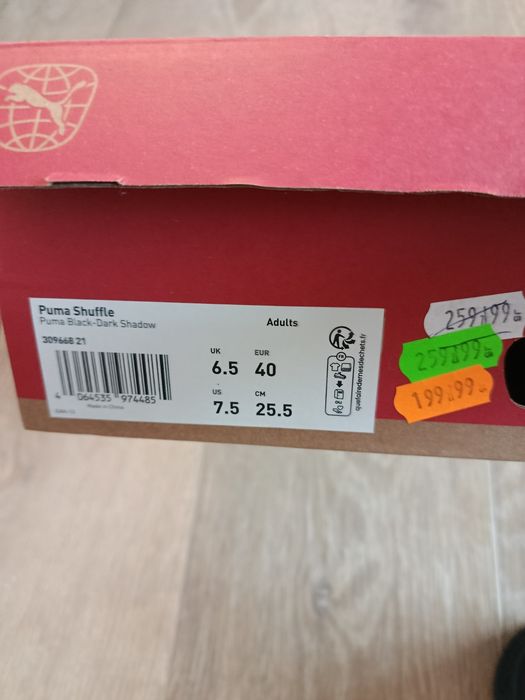 Puma Shuffle
Puma Black-Dark Shadow
309668 21
Adults
UK
6.5
EUR
40
US
7.5
CM
25.5
4 064535 974485
Made in China
FR
quefairedemesdechets.fr
259.99
259.99
199.99